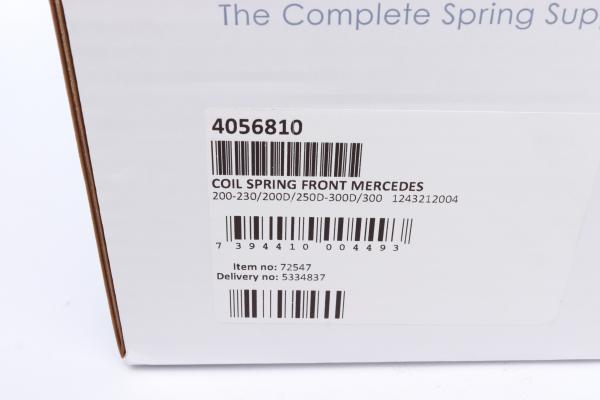 The Complete Spring
4056810
COIL SPRING FRONT MERCEDES
200-230/200D/250D-300D/300 1243212004
7 394410 004493
Item no: 72547
Delivery no: 5334837